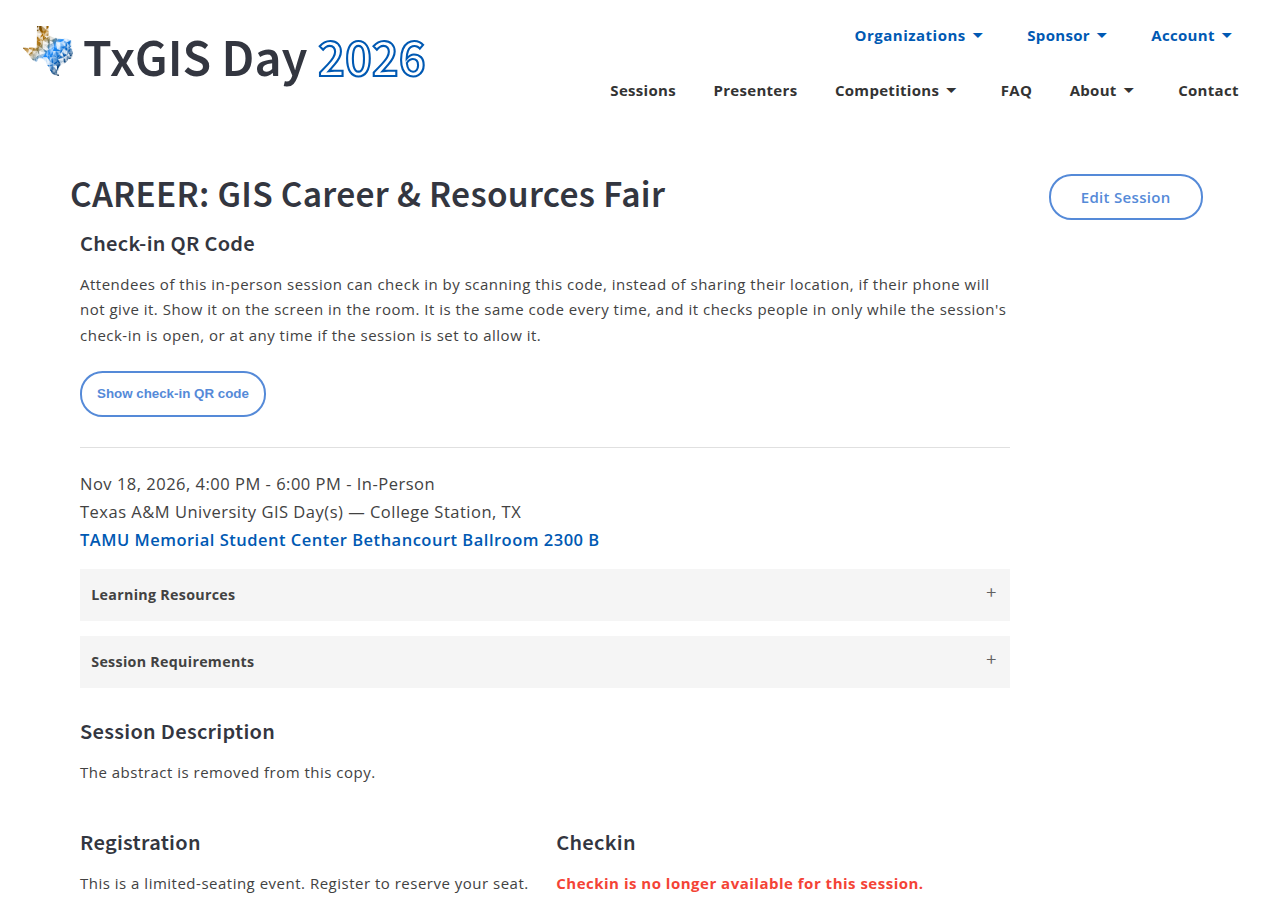 TxGIS Day 2026
Organizations Sponsor Account
Sessions Presenters Competitions FAQ About Contact
CAREER: GIS Career & Resources Fair
Edit Session
Check-in QR Code
Attendees of this in-person session can check in by scanning this code, instead of sharing their location, if their phone will
not give it. Show it on the screen in the room. It is the same code every time, and it checks people in only while the session's
check-in is open, or at any time if the session is set to allow it.
Show check-in QR code
Nov 18, 2026, 4:00 PM - 6:00 PM - In-Person
Texas A&M University GIS Day(s) — College Station, TX
TAMU Memorial Student Center Bethancourt Ballroom 2300 B
Learning Resources +
Session Requirements +
Session Description
The abstract is removed from this copy.
Registration
This is a limited-seating event. Register to reserve your seat.
Checkin
Checkin is no longer available for this session.